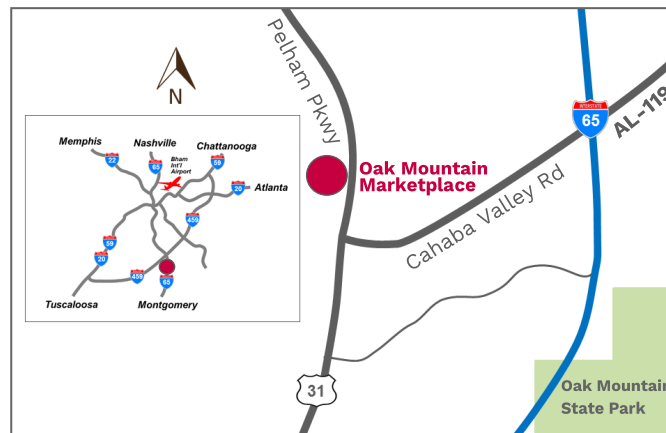 Pelham Pkwy
INTERSTATE
65
AL-119
N
Oak Mountain
Marketplace
Cahaba Valley Rd
31
Oak Mountain
State Park
Memphis
Nashville
Chattanooga
22
65
Bham
Int'l
Airport
59
20
Atlanta
459
59
20
459
65
Tuscaloosa
Montgomery